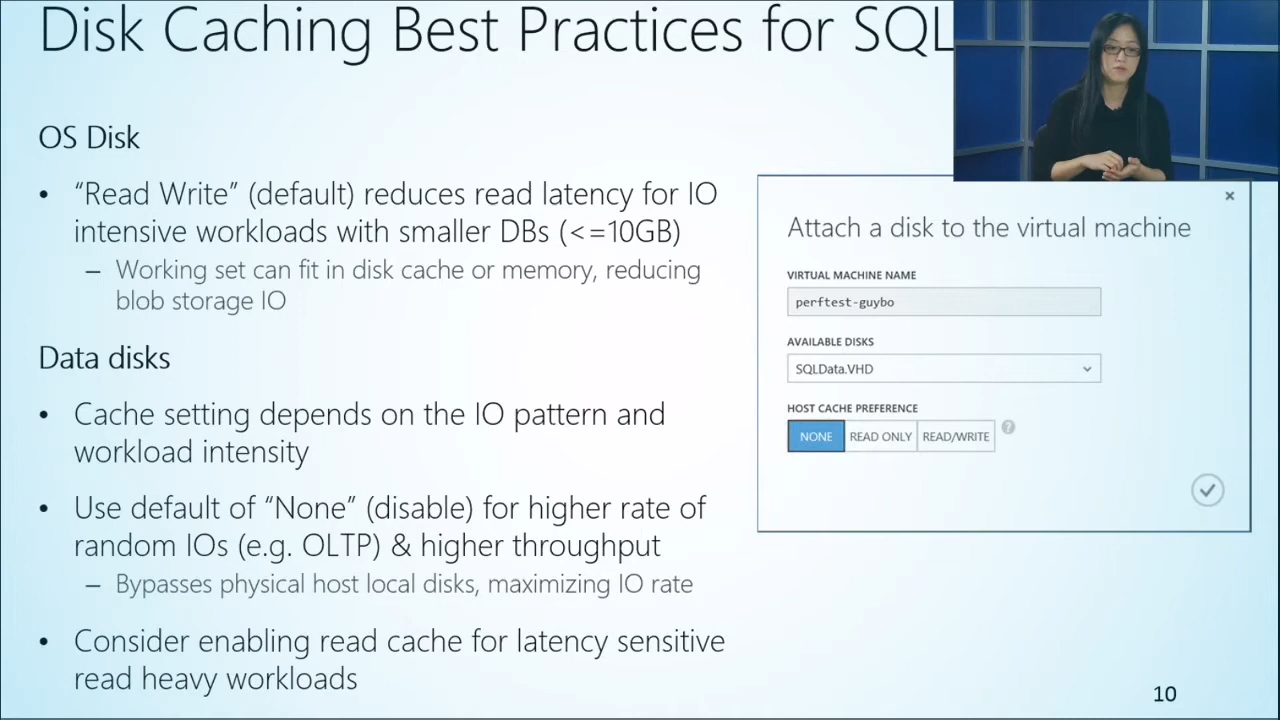 Disk Caching Best Practices for SQL
OS Disk
• “Read Write” (default) reduces read latency for IO
intensive workloads with smaller DBs (<=10GB)
– Working set can fit in disk cache or memory, reducing
blob storage IO
Data disks
• Cache setting depends on the IO pattern and
workload intensity
• Use default of “None” (disable) for higher rate of
random IOs (e.g. OLTP) & higher throughput
– Bypasses physical host local disks, maximizing IO rate
• Consider enabling read cache for latency sensitive
read heavy workloads
Attach a disk to the virtual machine
VIRTUAL MACHINE NAME
perftest-guybo
AVAILABLE DISKS
SQLData.VHD
HOST CACHE PREFERENCE
NONE READ ONLY READ/WRITE ?
10